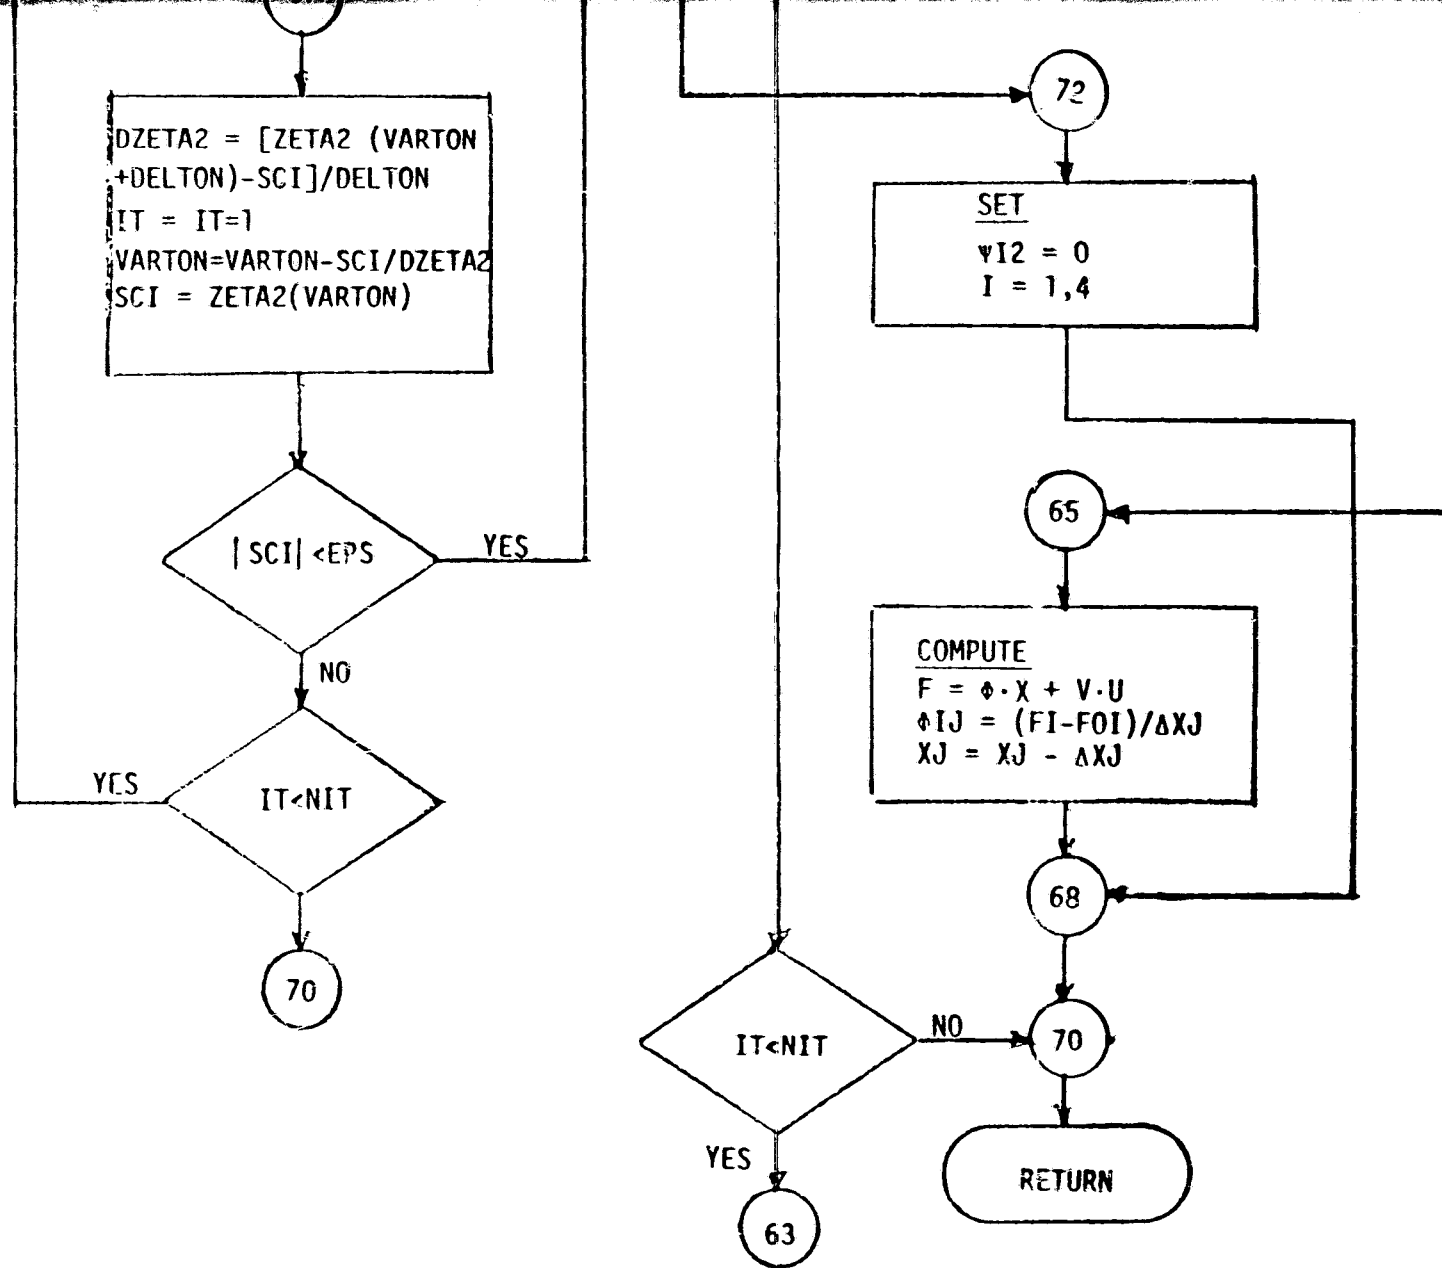 DZETA2 = [ZETA2 (VARTON
+DELTON)-SCI]/DELTON
IT = IT=1
VARTON=VARTON-SCI/DZETA2
SCI = ZETA2(VARTON)
|SCI|<EPS
YES
NO
IT<NIT
YES
70
72
SET
ΨI2 = 0
I = 1,4
65
COMPUTE
F = Φ·X + V·U
ΦIJ = (FI-FOI)/ΔXJ
XJ = XJ - ΔXJ
68
IT<NIT
NO
70
YES
RETURN
63